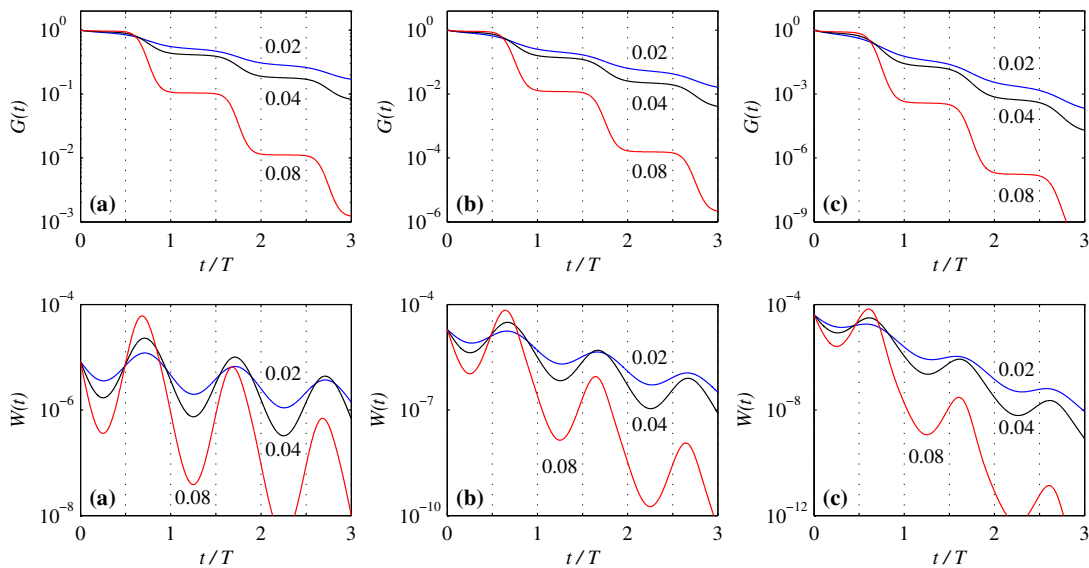 10^0
10^-1
10^-2
10^-3
G(t)
0.02
0.04
0.08
(a)
0 1 2 3
t / T
10^0
10^-2
10^-4
10^-6
G(t)
0.02
0.04
0.08
(b)
0 1 2 3
t / T
10^0
10^-3
10^-6
10^-9
G(t)
0.02
0.04
0.08
(c)
0 1 2 3
t / T
10^-4
10^-6
10^-8
W(t)
0.02
0.04
0.08
(a)
0 1 2 3
t / T
10^-4
10^-7
10^-10
W(t)
0.02
0.04
0.08
(b)
0 1 2 3
t / T
10^-4
10^-8
10^-12
W(t)
0.02
0.04
0.08
(c)
0 1 2 3
t / T